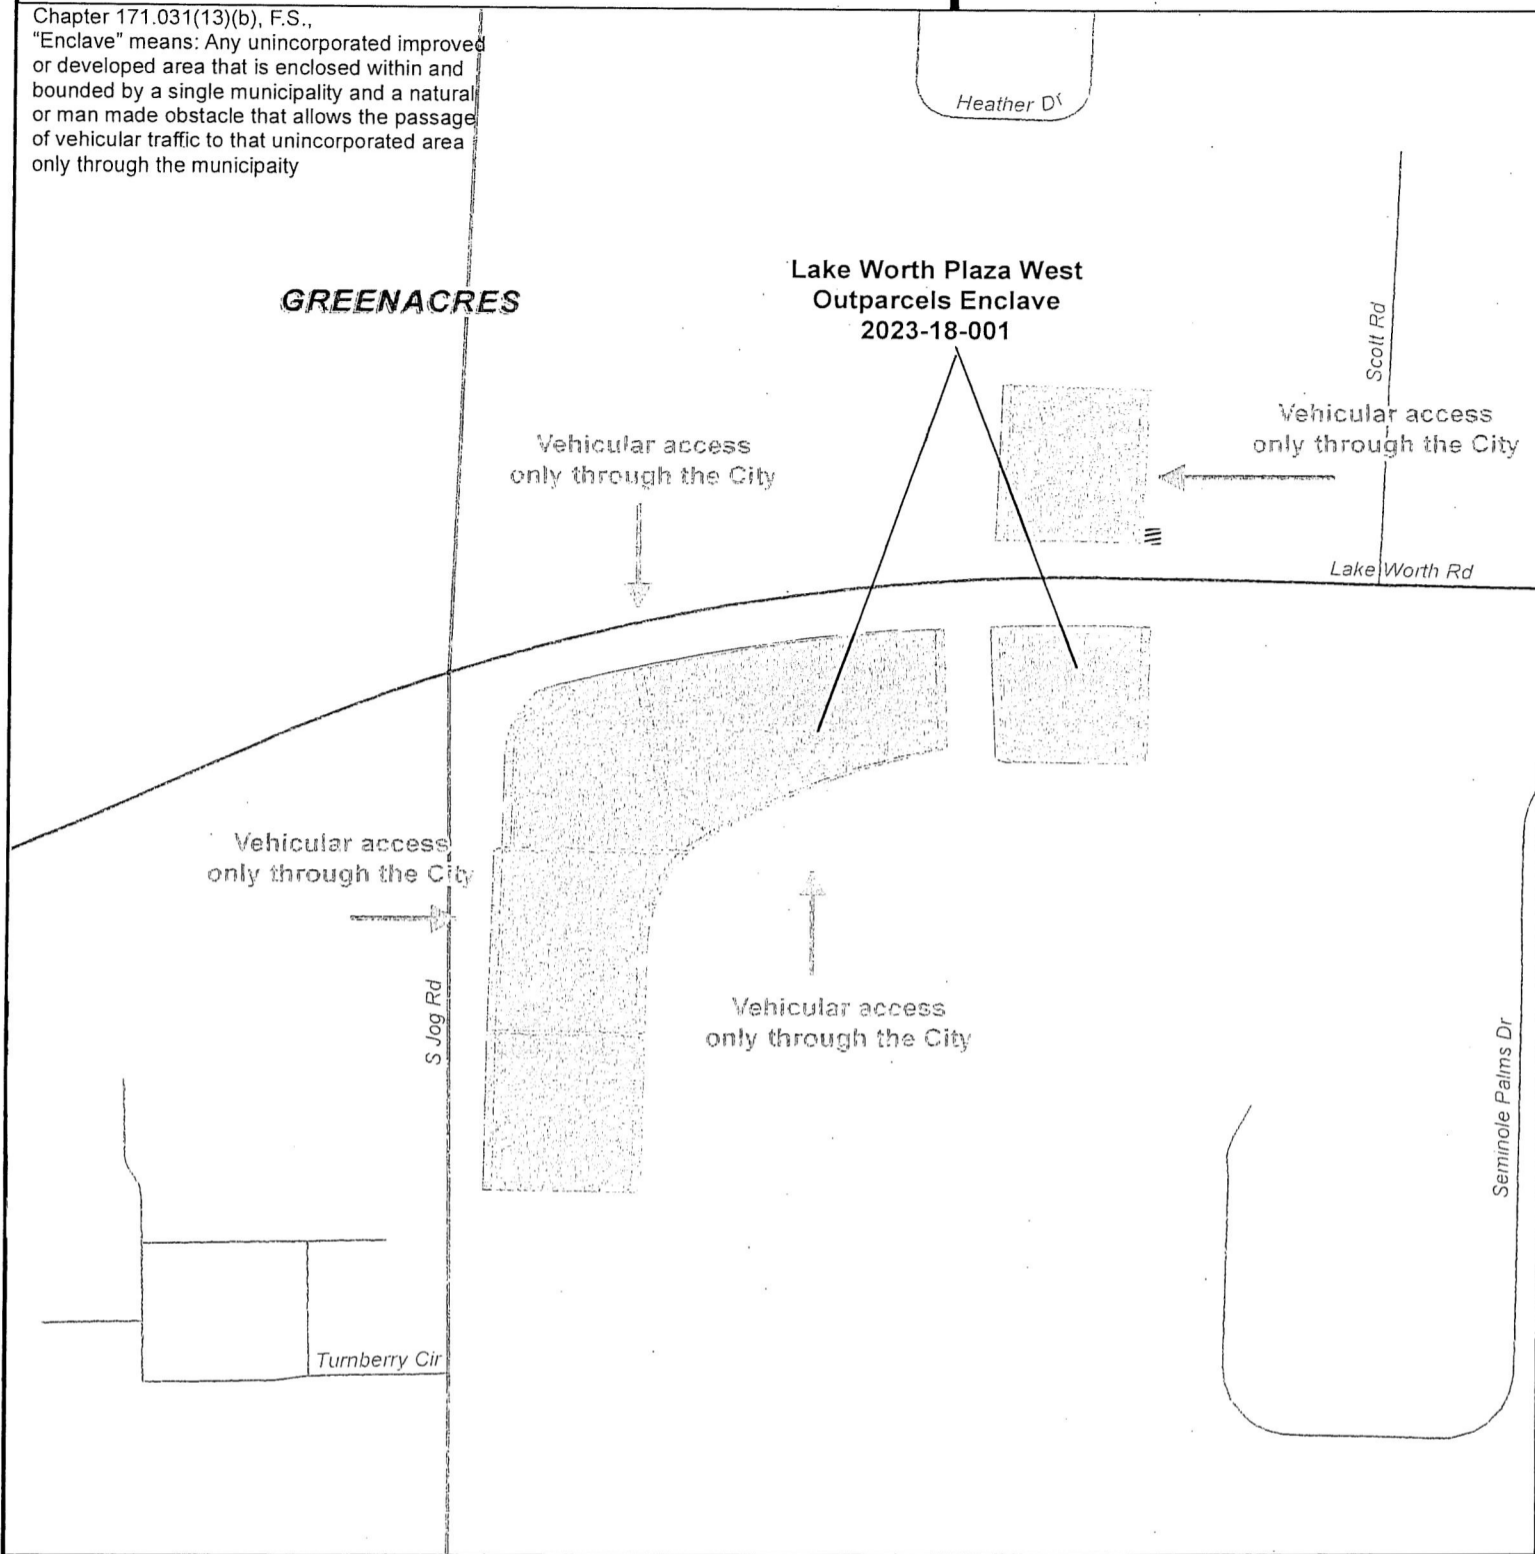 Chapter 171.031(13)(b), F.S.,
"Enclave" means: Any unincorporated improved
or developed area that is enclosed within and
bounded by a single municipality and a natural
or man made obstacle that allows the passage
of vehicular traffic to that unincorporated area
only through the municipaity
Heather Dr
GREENACRES
Lake Worth Plaza West
Outparcels Enclave
2023-18-001
Scott Rd
Vehicular access
only through the City
Vehicular access
only through the City
Lake Worth Rd
Vehicular access
only through the City
S Jog Rd
Vehicular access
only through the City
Seminole Palms Dr
Turnberry Cir